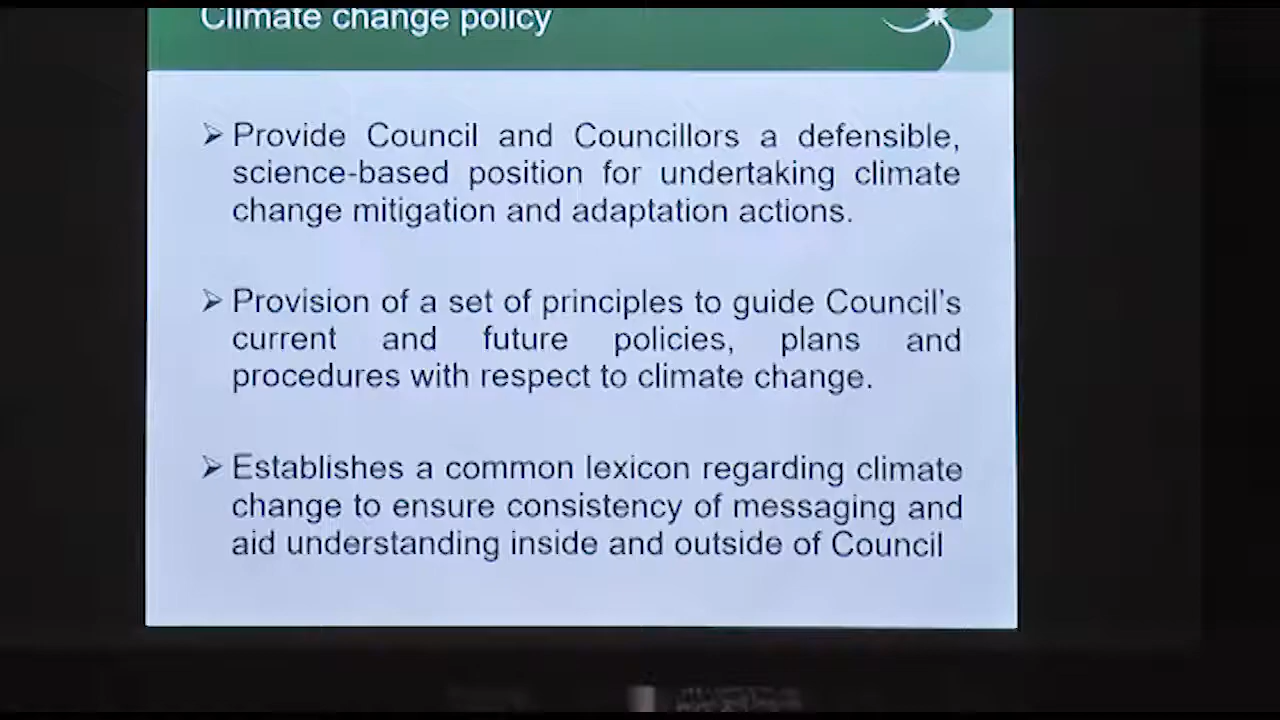 Climate change policy
➢ Provide Council and Councillors a defensible,
science-based position for undertaking climate
change mitigation and adaptation actions.
➢ Provision of a set of principles to guide Council's
current and future policies, plans and
procedures with respect to climate change.
➢ Establishes a common lexicon regarding climate
change to ensure consistency of messaging and
aid understanding inside and outside of Council